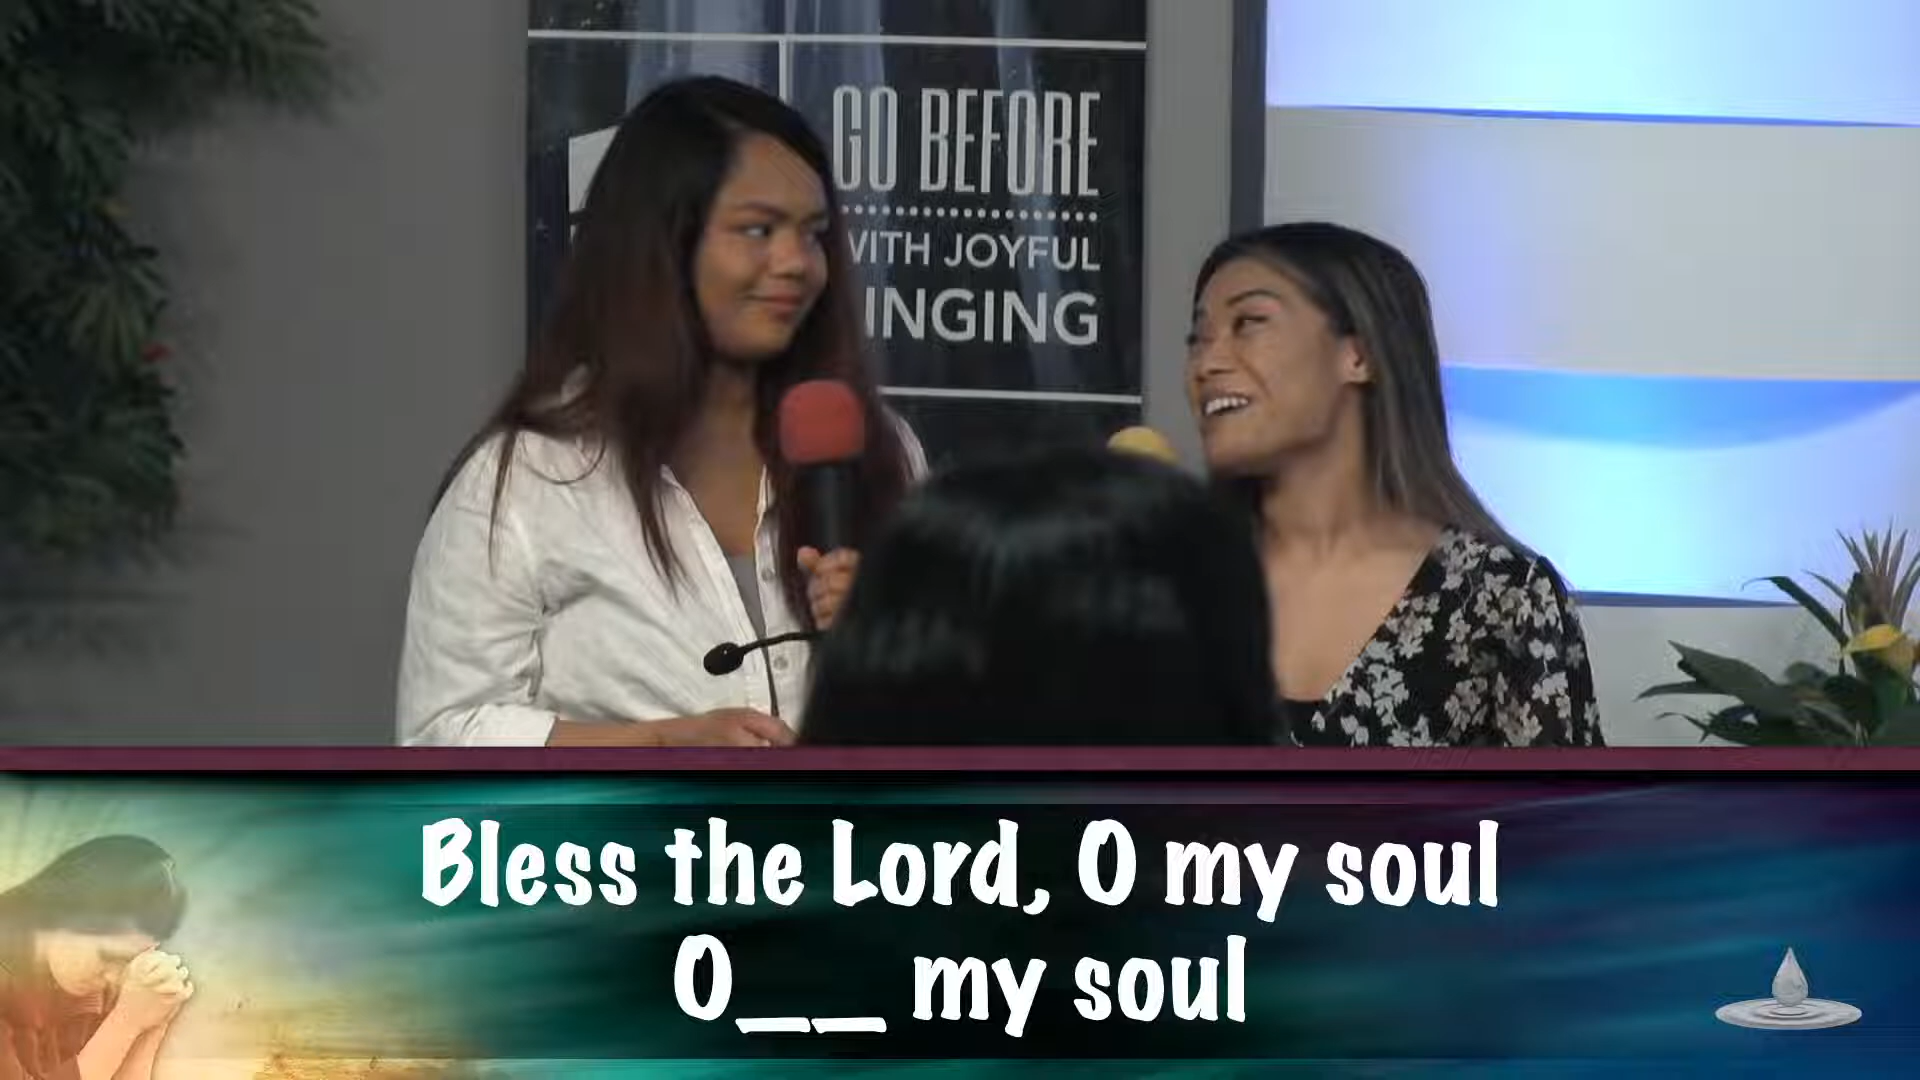 GO BEFORE
WITH JOYFUL
INGING
Bless the Lord, O my soul
O__ my soul